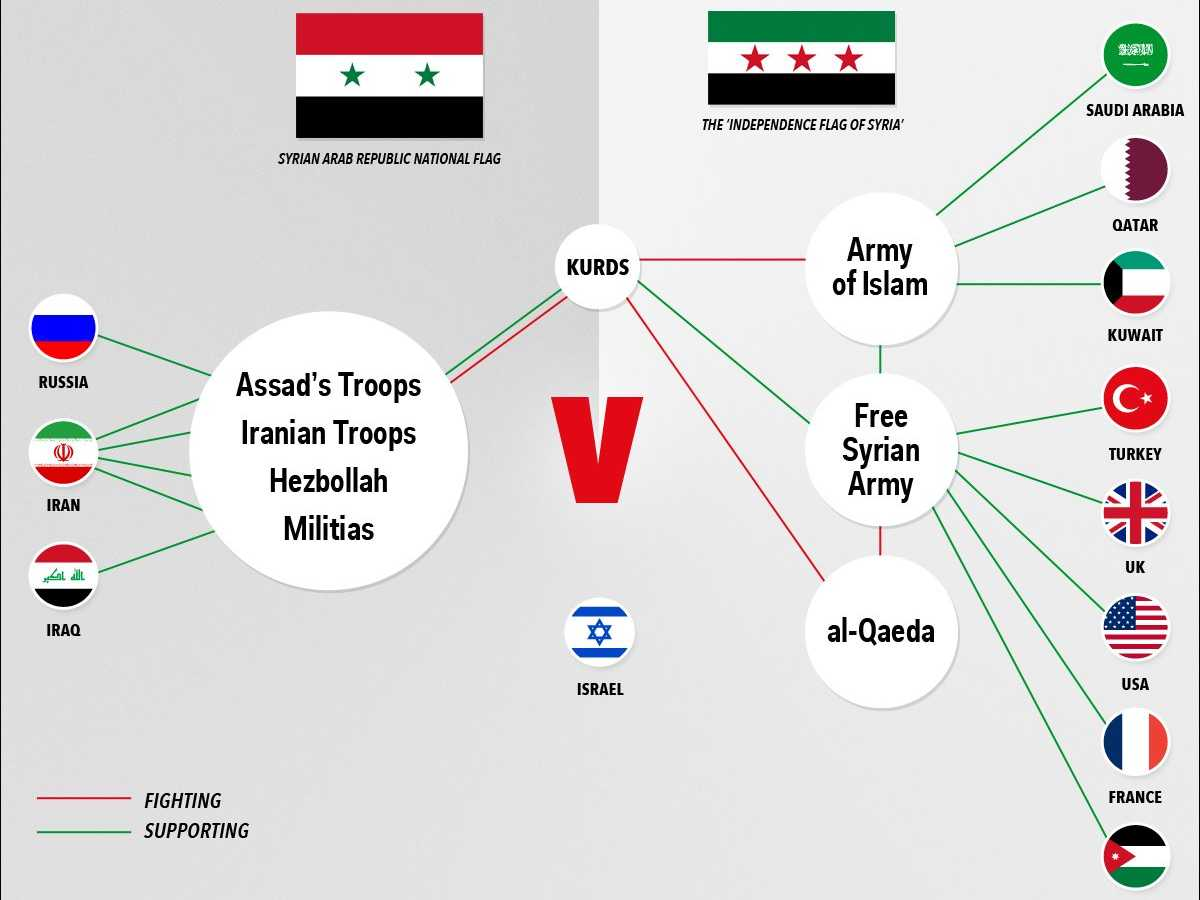 SYRIAN ARAB REPUBLIC NATIONAL FLAG
THE ‘INDEPENDENCE FLAG OF SYRIA’
SAUDI ARABIA
QATAR
KURDS
Army
of Islam
KUWAIT
RUSSIA
Assad’s Troops
Iranian Troops
Hezbollah
Militias
IRAN
الله اكبر
IRAQ
V
Free
Syrian
Army
TURKEY
UK
ISRAEL
al-Qaeda
USA
FRANCE
FIGHTING
SUPPORTING